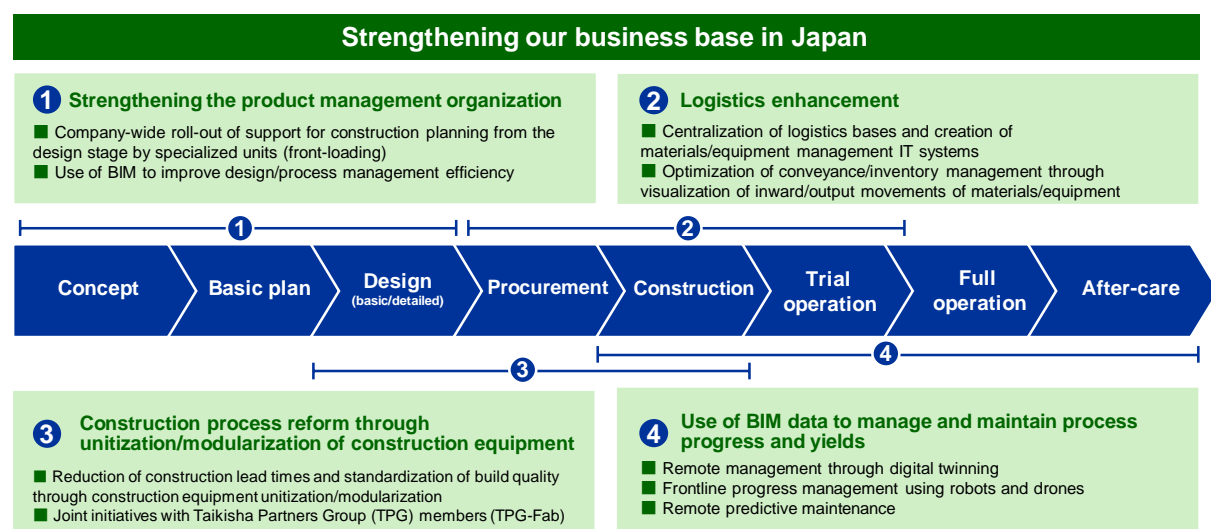 Strengthening our business base in Japan
1 Strengthening the product management organization
■ Company-wide roll-out of support for construction planning from the
design stage by specialized units (front-loading)
■ Use of BIM to improve design/process management efficiency
2 Logistics enhancement
■ Centralization of logistics bases and creation of
materials/equipment management IT systems
■ Optimization of conveyance/inventory management through
visualization of inward/output movements of materials/equipment
1
2
Concept
Basic plan
Design
(basic/detailed)
Procurement
Construction
Trial
operation
Full
operation
After-care
4
3
3 Construction process reform through
unitization/modularization of construction equipment
■ Reduction of construction lead times and standardization of build quality
through construction equipment unitization/modularization
■ Joint initiatives with Taikisha Partners Group (TPG) members (TPG-Fab)
4 Use of BIM data to manage and maintain process
progress and yields
■ Remote management through digital twinning
■ Frontline progress management using robots and drones
■ Remote predictive maintenance